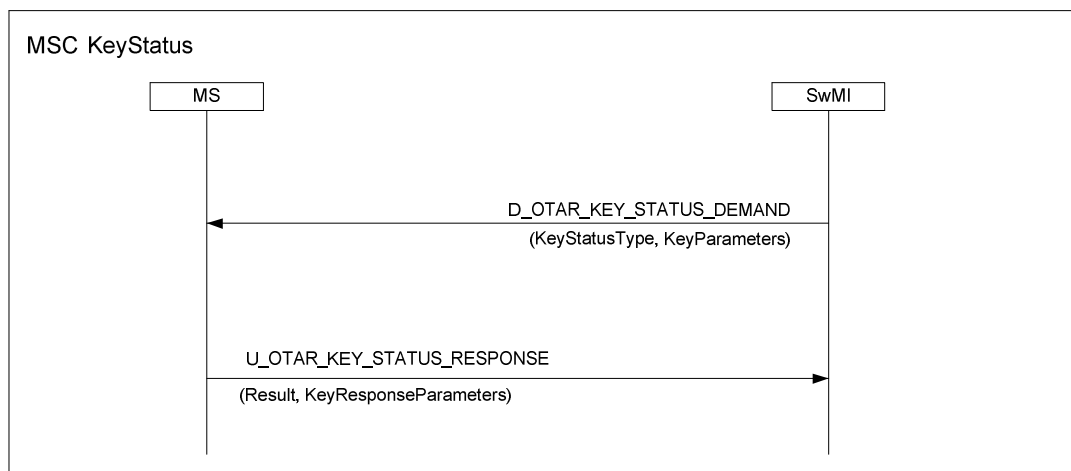 MSC KeyStatus
MS
SwMI
D_OTAR_KEY_STATUS_DEMAND
(KeyStatusType, KeyParameters)
U_OTAR_KEY_STATUS_RESPONSE
(Result, KeyResponseParameters)